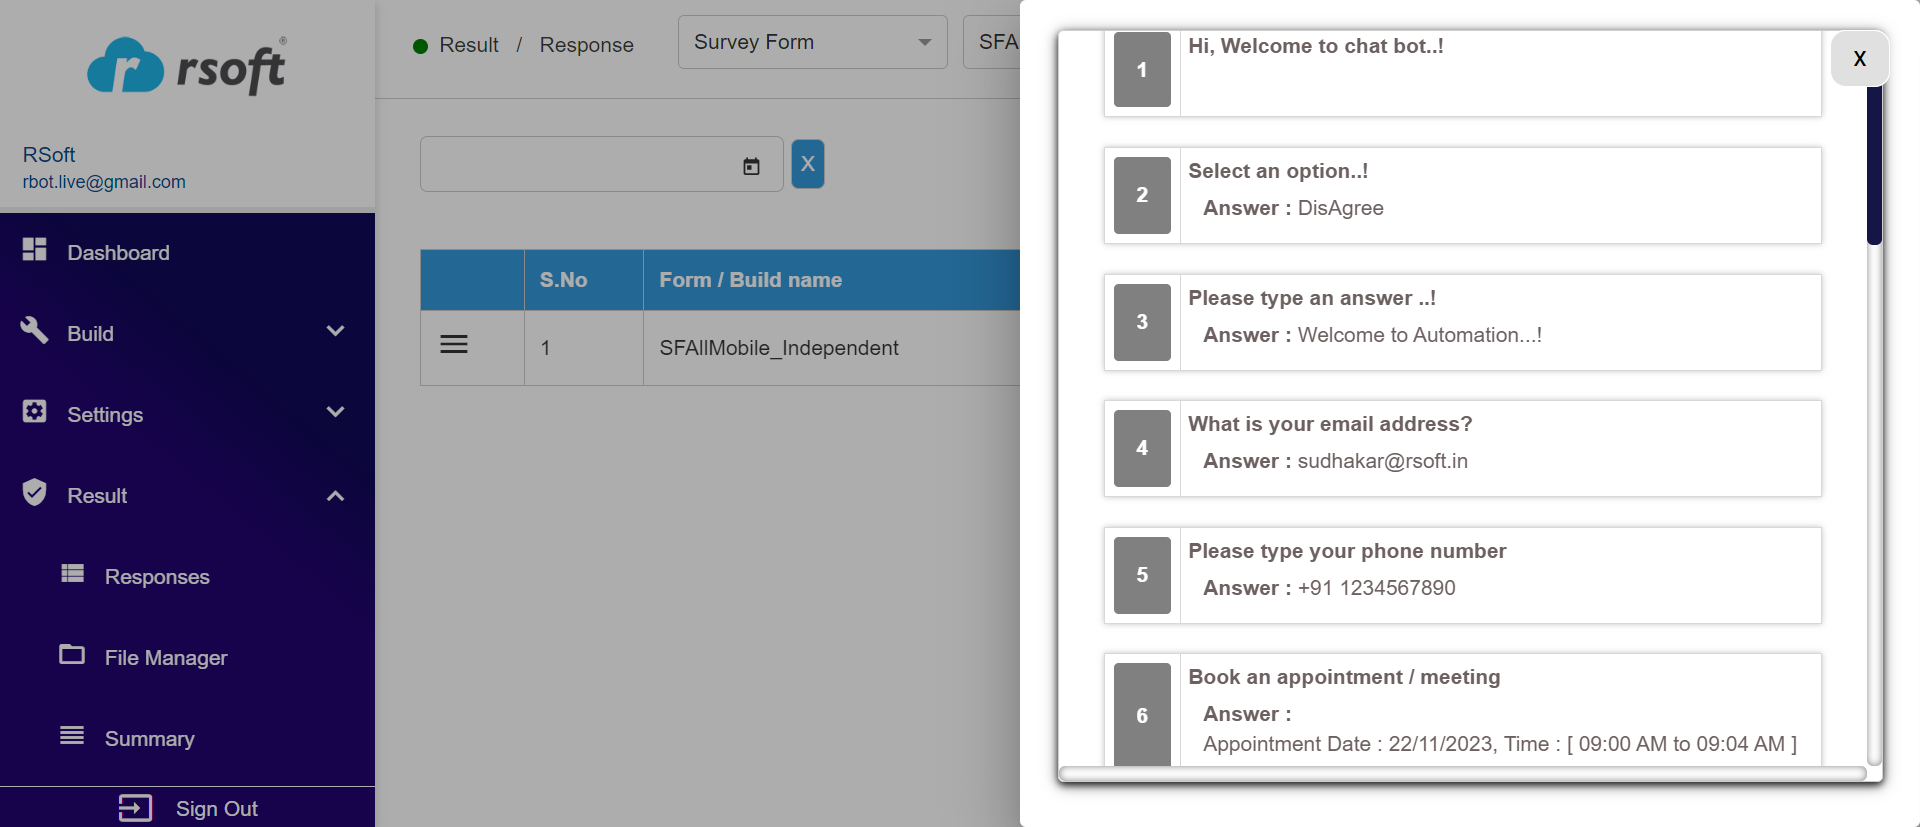 rsoft®
RSoft
rbot.live@gmail.com
Dashboard
Build
Settings
Result
Responses
File Manager
Summary
Sign Out
Result / Response
Survey Form
SFA
X
S.No Form / Build name
1 SFAllMobile_Independent
X
1 Hi, Welcome to chat bot..!
2 Select an option..!
Answer : DisAgree
3 Please type an answer ..!
Answer : Welcome to Automation...!
4 What is your email address?
Answer : sudhakar@rsoft.in
5 Please type your phone number
Answer : +91 1234567890
6 Book an appointment / meeting
Answer :
Appointment Date : 22/11/2023, Time : [ 09:00 AM to 09:04 AM ]